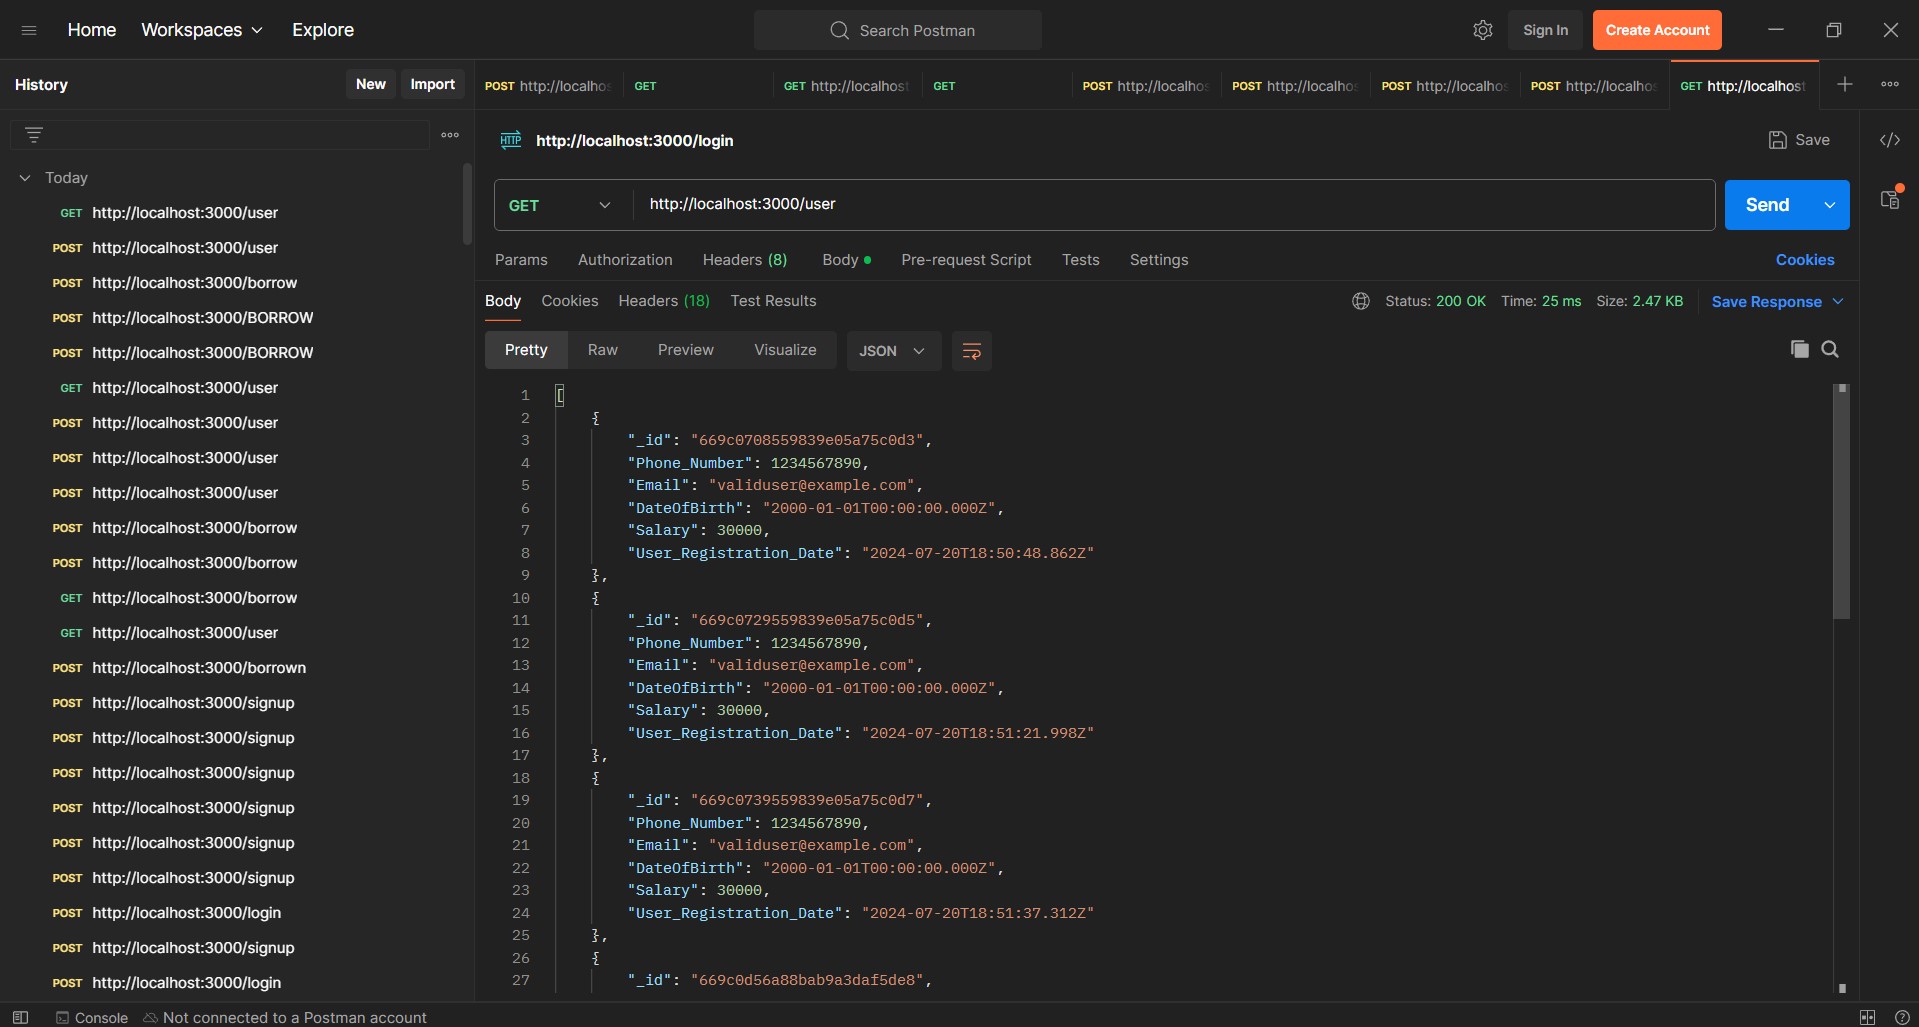 Home Workspaces Explore Search Postman Sign In Create Account
History New Import
POST http://localhos GET GET http://localhost GET POST http://localhos POST http://localhos POST http://localhos POST http://localhos GET http://localhost
HTTP http://localhost:3000/login Save
Today
GET http://localhost:3000/user
POST http://localhost:3000/user
POST http://localhost:3000/borrow
POST http://localhost:3000/BORROW
POST http://localhost:3000/BORROW
GET http://localhost:3000/user
POST http://localhost:3000/user
POST http://localhost:3000/user
POST http://localhost:3000/user
POST http://localhost:3000/borrow
POST http://localhost:3000/borrow
GET http://localhost:3000/borrow
GET http://localhost:3000/user
POST http://localhost:3000/borrown
POST http://localhost:3000/signup
POST http://localhost:3000/signup
POST http://localhost:3000/signup
POST http://localhost:3000/signup
POST http://localhost:3000/signup
POST http://localhost:3000/signup
POST http://localhost:3000/login
POST http://localhost:3000/signup
POST http://localhost:3000/login
GET http://localhost:3000/user Send
Params Authorization Headers (8) Body Pre-request Script Tests Settings Cookies
Body Cookies Headers (18) Test Results Status: 200 OK Time: 25 ms Size: 2.47 KB Save Response
Pretty Raw Preview Visualize JSON
1 [
2 {
3 "_id": "669c0708559839e05a75c0d3",
4 "Phone_Number": 1234567890,
5 "Email": "validuser@example.com",
6 "DateOfBirth": "2000-01-01T00:00:00.000Z",
7 "Salary": 30000,
8 "User_Registration_Date": "2024-07-20T18:50:48.862Z"
9 },
10 {
11 "_id": "669c0729559839e05a75c0d5",
12 "Phone_Number": 1234567890,
13 "Email": "validuser@example.com",
14 "DateOfBirth": "2000-01-01T00:00:00.000Z",
15 "Salary": 30000,
16 "User_Registration_Date": "2024-07-20T18:51:21.998Z"
17 },
18 {
19 "_id": "669c0739559839e05a75c0d7",
20 "Phone_Number": 1234567890,
21 "Email": "validuser@example.com",
22 "DateOfBirth": "2000-01-01T00:00:00.000Z",
23 "Salary": 30000,
24 "User_Registration_Date": "2024-07-20T18:51:37.312Z"
25 },
26 {
27 "_id": "669c0d56a88bab9a3daf5de8",
Console Not connected to a Postman account